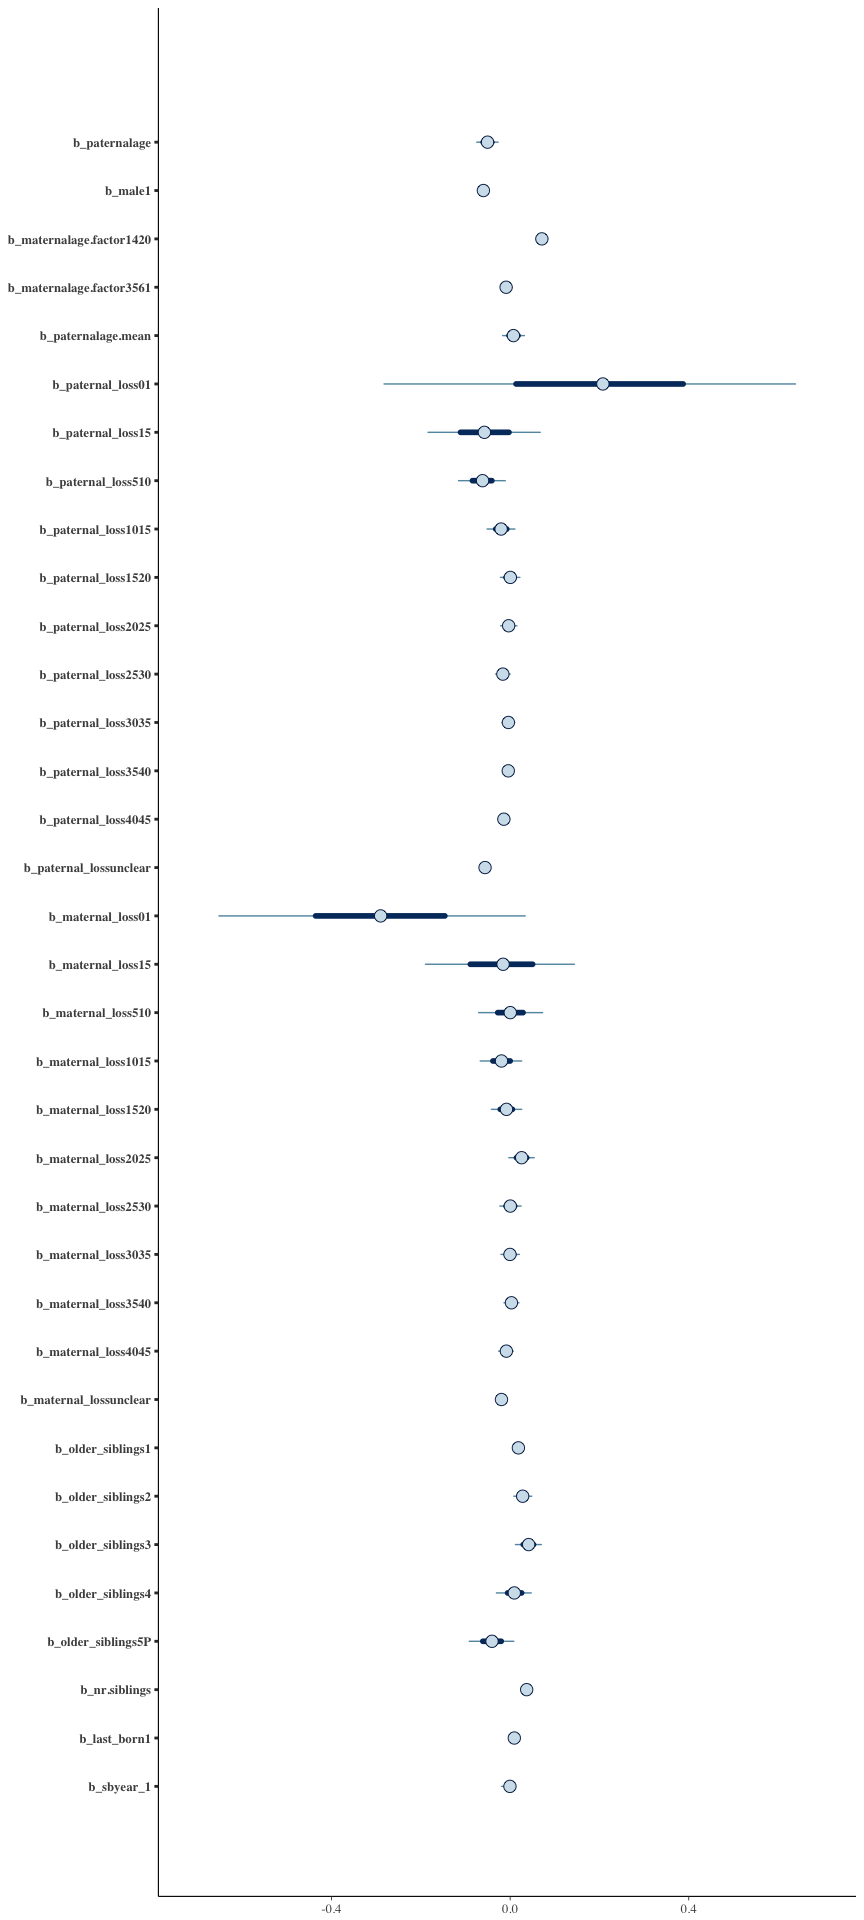 b_paternalage
b_male1
b_maternalage.factor1420
b_maternalage.factor3561
b_paternalage.mean
b_paternal_loss01
b_paternal_loss15
b_paternal_loss510
b_paternal_loss1015
b_paternal_loss1520
b_paternal_loss2025
b_paternal_loss2530
b_paternal_loss3035
b_paternal_loss3540
b_paternal_loss4045
b_paternal_lossunclear
b_maternal_loss01
b_maternal_loss15
b_maternal_loss510
b_maternal_loss1015
b_maternal_loss1520
b_maternal_loss2025
b_maternal_loss2530
b_maternal_loss3035
b_maternal_loss3540
b_maternal_loss4045
b_maternal_lossunclear
b_older_siblings1
b_older_siblings2
b_older_siblings3
b_older_siblings4
b_older_siblings5P
b_nr.siblings
b_last_born1
b_sbyear_1
-0.4 0.0 0.4